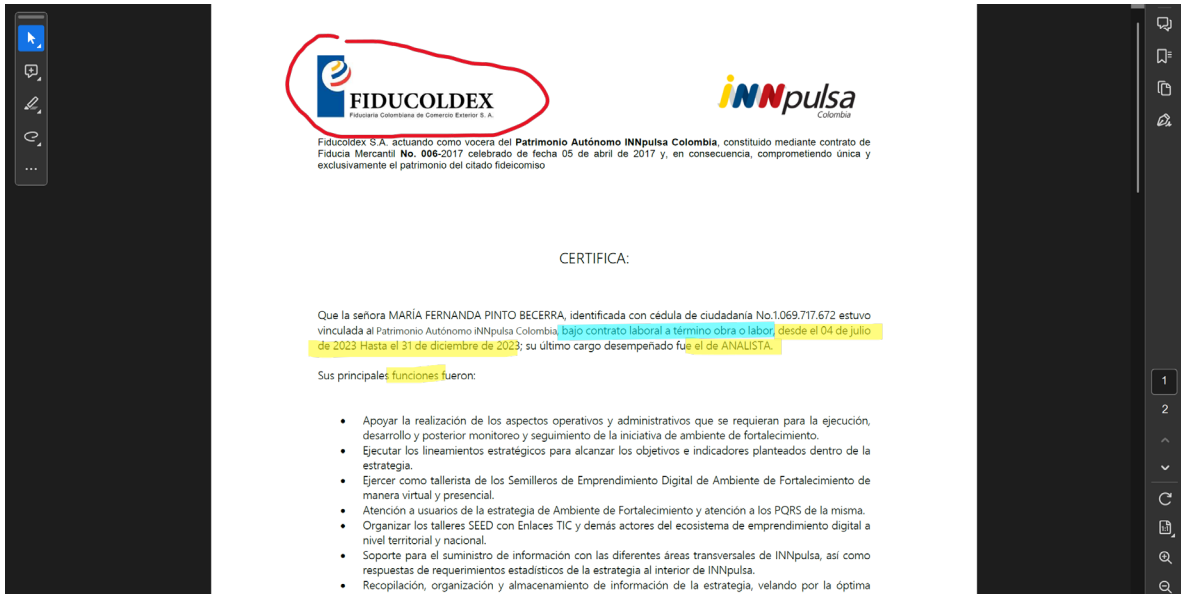 FIDUCOLDEX
Fiduciaria Colombiana de Comercio Exterior S. A.
iNNpulsa
Colombia
Fiducoldex S.A. actuando como vocera del Patrimonio Autónomo INNpulsa Colombia, constituido mediante contrato de
Fiducia Mercantil No. 006-2017 celebrado de fecha 05 de abril de 2017 y, en consecuencia, comprometiendo única y
exclusivamente el patrimonio del citado fideicomiso
CERTIFICA:
Que la señora MARÍA FERNANDA PINTO BECERRA, identificada con cédula de ciudadanía No.1.069.717.672 estuvo
vinculada al Patrimonio Autónomo iNNpulsa Colombia, bajo contrato laboral a término obra o labor, desde el 04 de julio
de 2023 Hasta el 31 de diciembre de 2023; su último cargo desempeñado fue el de ANALISTA.
Sus principales funciones fueron:
• Apoyar la realización de los aspectos operativos y administrativos que se requieran para la ejecución,
desarrollo y posterior monitoreo y seguimiento de la iniciativa de ambiente de fortalecimiento.
• Ejecutar los lineamientos estratégicos para alcanzar los objetivos e indicadores planteados dentro de la
estrategia.
• Ejercer como tallerista de los Semilleros de Emprendimiento Digital de Ambiente de Fortalecimiento de
manera virtual y presencial.
• Atención a usuarios de la estrategia de Ambiente de Fortalecimiento y atención a los PQRS de la misma.
• Organizar los talleres SEED con Enlaces TIC y demás actores del ecosistema de emprendimiento digital a
nivel territorial y nacional.
• Soporte para el suministro de información con las diferentes áreas transversales de INNpulsa, así como
respuestas de requerimientos estadísticos de la estrategia al interior de INNpulsa.
• Recopilación, organización y almacenamiento de información de la estrategia, velando por la óptima
1
2